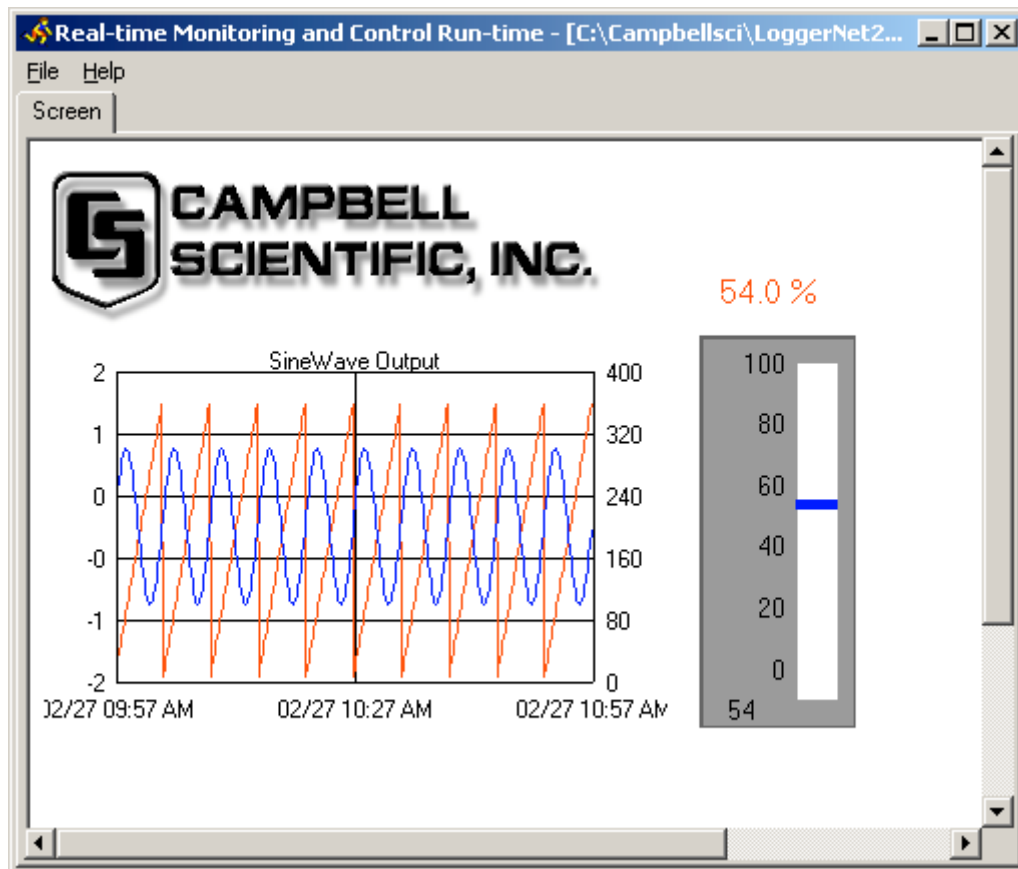 Real-time Monitoring and Control Run-time - [C:\Campbellsci\LoggerNet2...
File Help
Screen
CS
CAMPBELL
SCIENTIFIC, INC.
54.0 %
SineWave Output
2
1
0
-0
-1
-2
400
320
240
160
80
0
02/27 09:57 AM
02/27 10:27 AM
02/27 10:57 AM
100
80
60
40
20
0
54